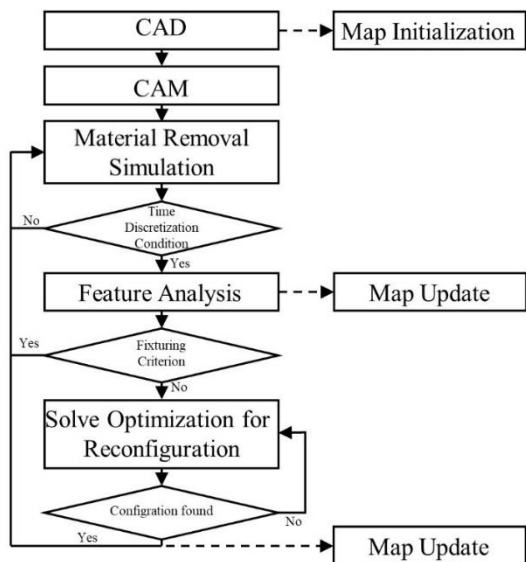 CAD
Map Initialization
CAM
Material Removal
Simulation
No
Time
Discretization
Condition
Yes
Feature Analysis
Map Update
Yes
Fixturing
Criterion
No
Solve Optimization for
Reconfiguration
Configration found
No
Yes
Map Update